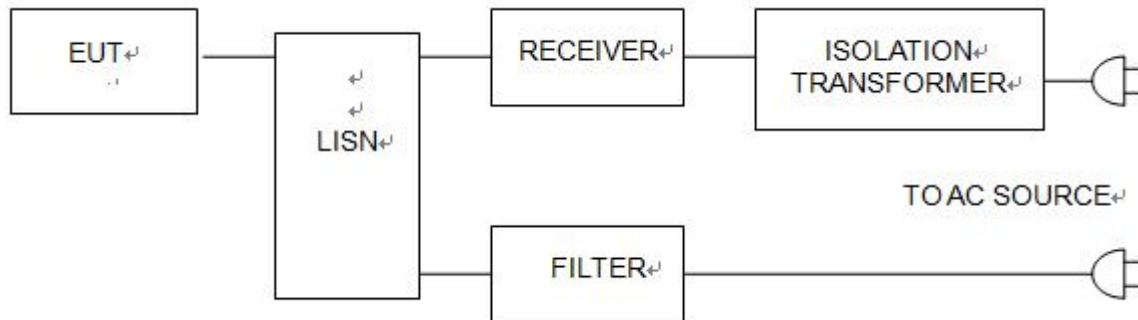 EUT
LISN
RECEIVER
ISOLATION
TRANSFORMER
TO AC SOURCE
FILTER